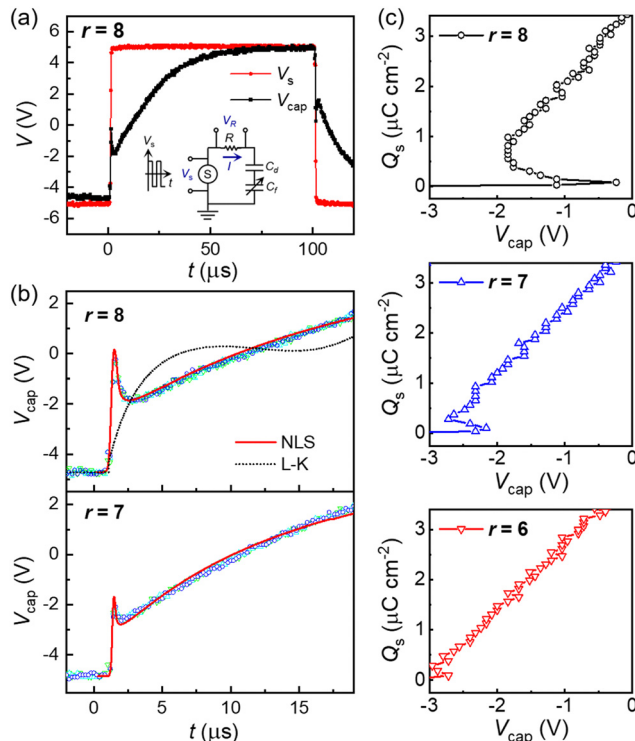 (a)
r = 8
V (V)
6
4
2
0
-2
-4
-6
Vs
Vcap
VR
R
Vs
t
Vs
S
I
Cd
Cf
0
50
100
t (μs)
(b)
r = 8
Vcap (V)
2
0
-2
-4
NLS
L-K
r = 7
Vcap (V)
2
0
-2
-4
0
5
10
15
t (μs)
(c)
r = 8
Qs (μC cm⁻²)
3
2
1
0
-3
-2
-1
0
Vcap (V)
r = 7
Qs (μC cm⁻²)
3
2
1
0
-3
-2
-1
0
Vcap (V)
r = 6
Qs (μC cm⁻²)
3
2
1
0
-3
-2
-1
0
Vcap (V)